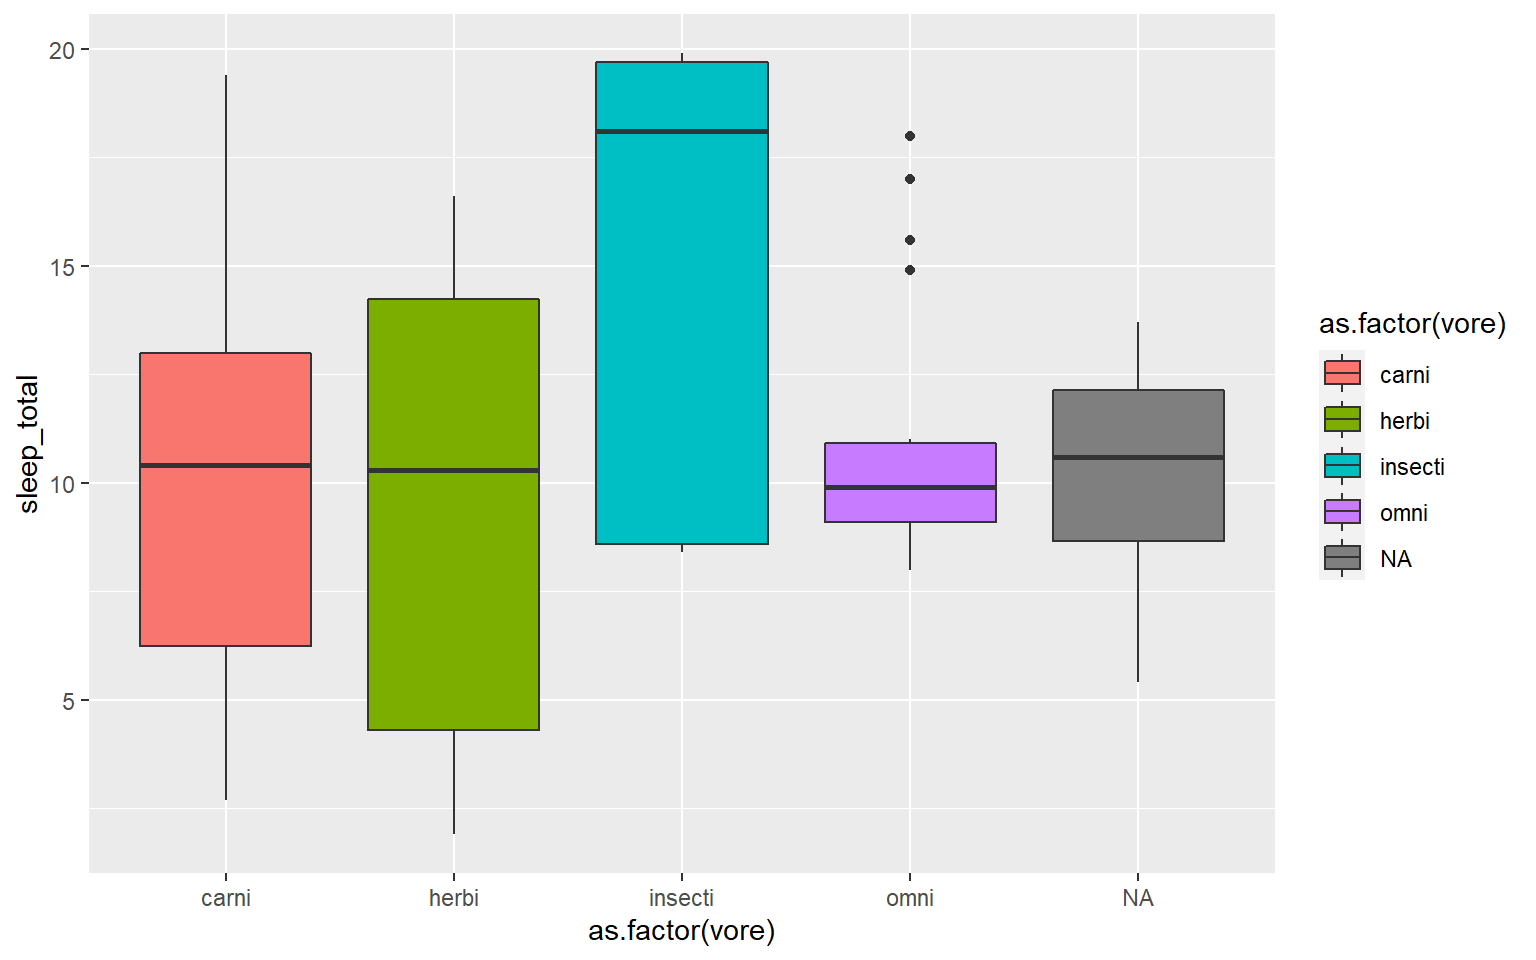 sleep_total
20
15
10
5
carni
herbi
insecti
omni
NA
as.factor(vore)
as.factor(vore)
carni
herbi
insecti
omni
NA